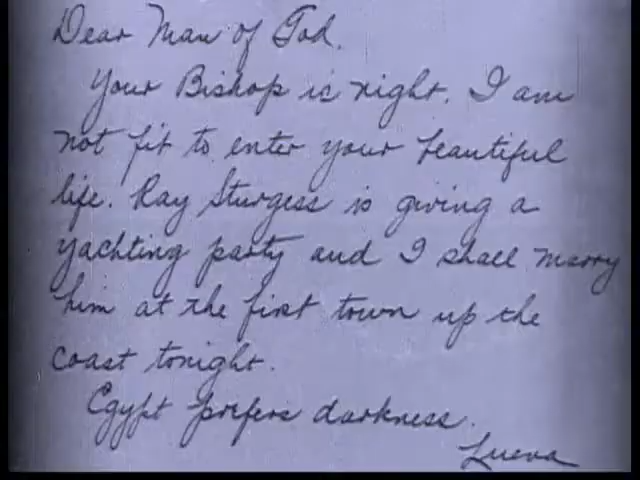 Dear Man of God.
Your Bishop is right. I am
not fit to enter your beautiful
life. Ray Sturgess is giving a
yachting party and I shall marry
him at the first town up the
coast tonight.
Egypt prefers darkness.
Lueva